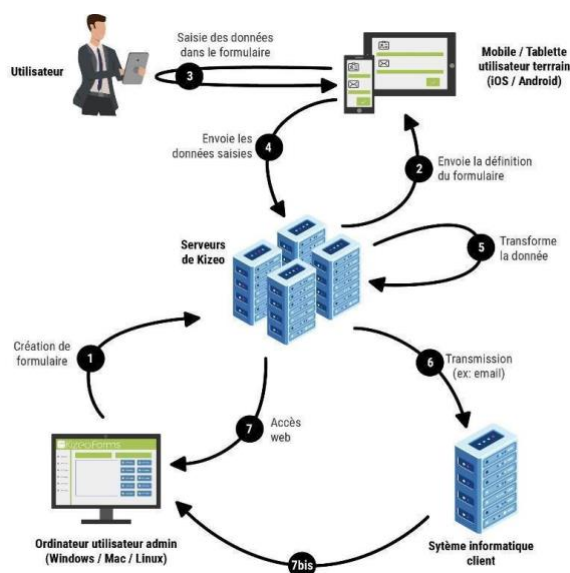 Saisie des données
dans le formulaire
Utilisateur
3
Mobile / Tablette
utilisateur terrrain
(iOS / Android)
Envoie les
données saisies
4
2
Envoie la définition
du formulaire
Serveurs
de Kizeo
5
Transforme
la donnée
Création de
formulaire
1
6
Transmission
(ex: email)
7
Accès
web
KizeoForms
Ordinateur utilisateur admin
(Windows / Mac / Linux)
7bis
Sytème informatique
client